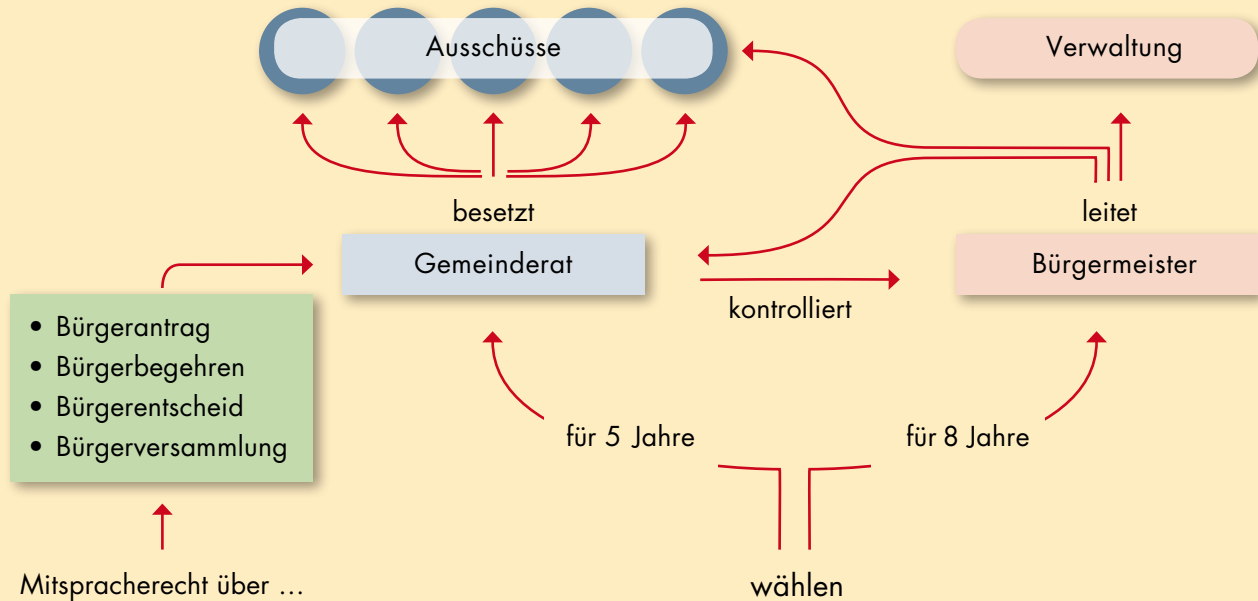 Ausschüsse
Verwaltung
besetzt
leitet
Gemeinderat
Bürgermeister
kontrolliert
• Bürgerantrag
• Bürgerbegehren
• Bürgerentscheid
• Bürgerversammlung
für 5 Jahre
für 8 Jahre
Mitspracherecht über ...
wählen